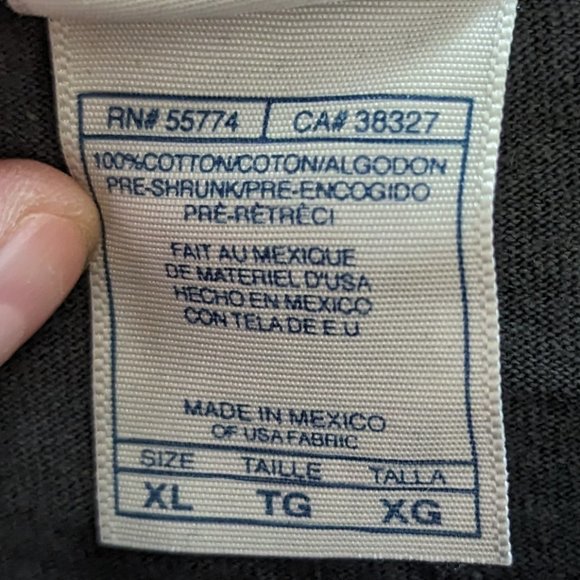 RN# 55774 CA# 38327
100%COTTON/COTON/ALGODON
PRE-SHRUNK/PRE-ENCOGIDO
PRÉ-RÉTRÉCI
FAIT AU MEXIQUE
DE MATERIEL D'USA
HECHO EN MEXICO
CON TELA DE E.U
MADE IN MEXICO
OF USA FABRIC
SIZE TAILLE TALLA
XL TG XG